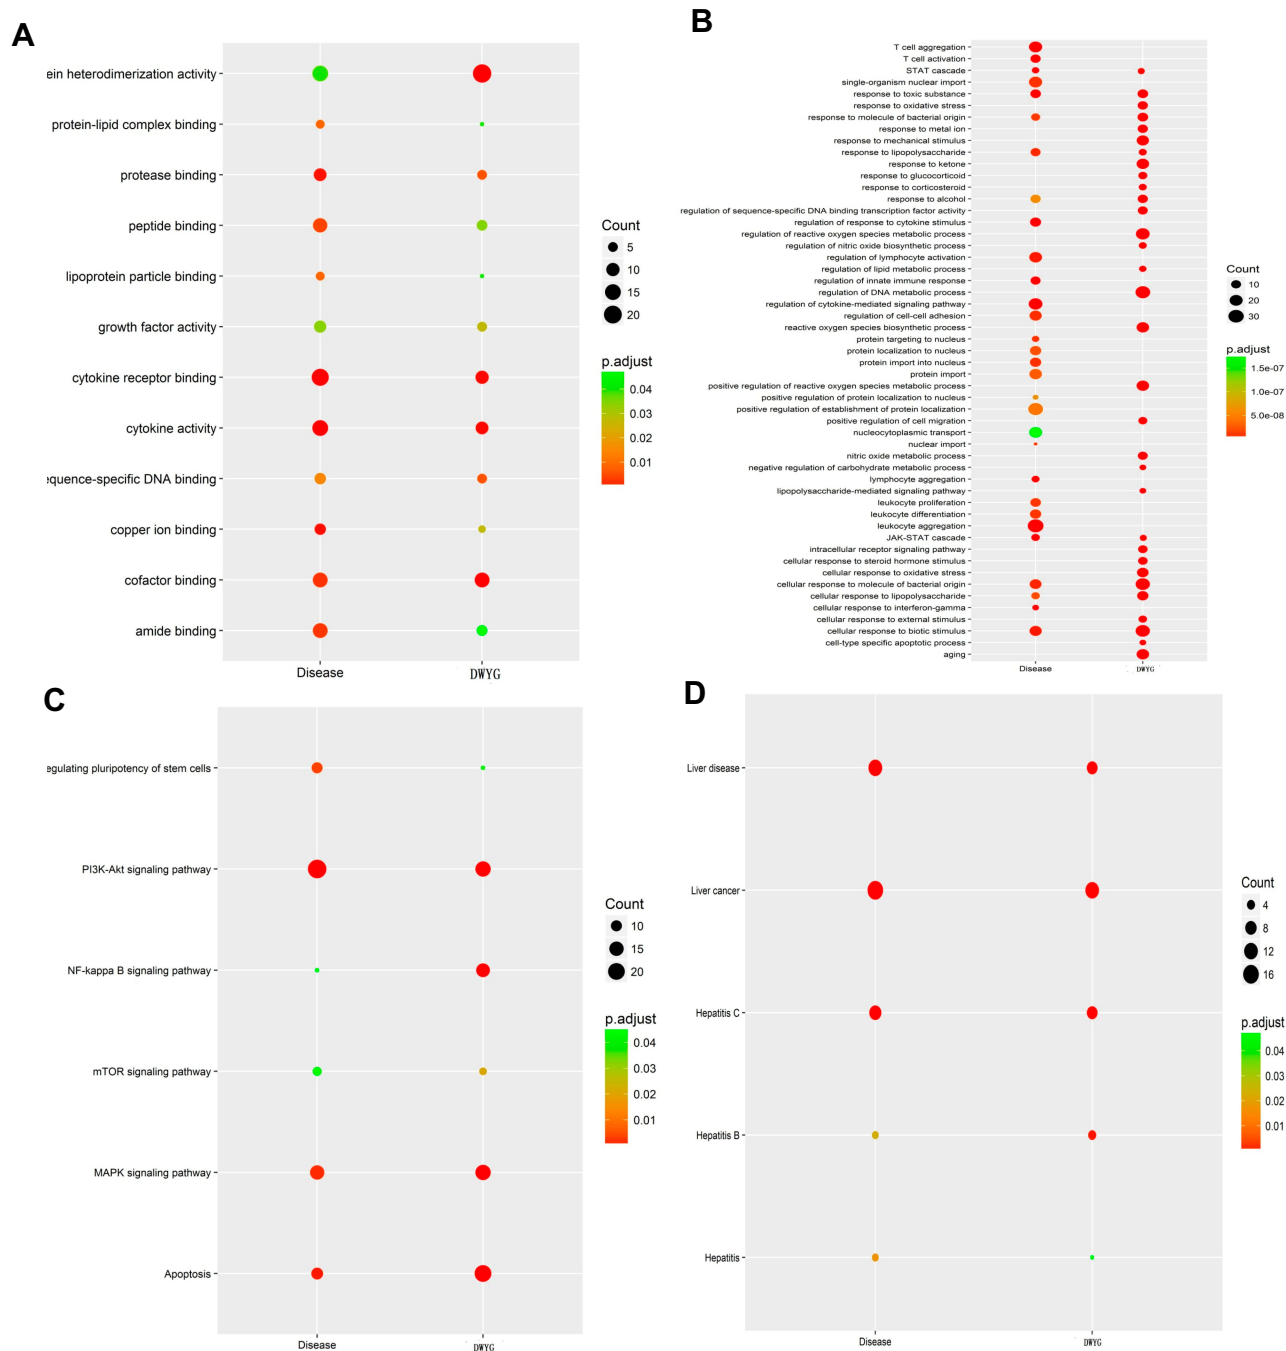 A
ein heterodimerization activity
protein-lipid complex binding
protease binding
peptide binding
lipoprotein particle binding
growth factor activity
cytokine receptor binding
cytokine activity
equence-specific DNA binding
copper ion binding
cofactor binding
amide binding
Disease
DWYG
Count
5
10
15
20
p.adjust
0.04
0.03
0.02
0.01
B
T cell aggregation
T cell activation
STAT cascade
single-organism nuclear import
response to toxic substance
response to oxidative stress
response to molecule of bacterial origin
response to metal ion
response to mechanical stimulus
response to lipopolysaccharide
response to ketone
response to glucocorticoid
response to corticosteroid
response to alcohol
regulation of sequence-specific DNA binding transcription factor activity
regulation of response to cytokine stimulus
regulation of reactive oxygen species metabolic process
regulation of nitric oxide biosynthetic process
regulation of lymphocyte activation
regulation of lipid metabolic process
regulation of innate immune response
regulation of DNA metabolic process
regulation of cytokine-mediated signaling pathway
regulation of cell-cell adhesion
reactive oxygen species biosynthetic process
protein targeting to nucleus
protein localization to nucleus
protein import into nucleus
protein import
positive regulation of reactive oxygen species metabolic process
positive regulation of protein localization to nucleus
positive regulation of establishment of protein localization
positive regulation of cell migration
nucleocytoplasmic transport
nuclear import
nitric oxide metabolic process
negative regulation of carbohydrate metabolic process
lymphocyte aggregation
lipopolysaccharide-mediated signaling pathway
leukocyte proliferation
leukocyte differentiation
leukocyte aggregation
JAK-STAT cascade
intracellular receptor signaling pathway
cellular response to steroid hormone stimulus
cellular response to oxidative stress
cellular response to molecule of bacterial origin
cellular response to lipopolysaccharide
cellular response to interferon-gamma
cellular response to external stimulus
cellular response to biotic stimulus
cell-type specific apoptotic process
aging
Disease
DWYG
Count
10
20
30
p.adjust
1.5e-07
1.0e-07
5.0e-08
C
egulating pluripotency of stem cells
PI3K-Akt signaling pathway
NF-kappa B signaling pathway
mTOR signaling pathway
MAPK signaling pathway
Apoptosis
Disease
DWYG
Count
10
15
20
p.adjust
0.04
0.03
0.02
0.01
D
Liver disease
Liver cancer
Hepatitis C
Hepatitis B
Hepatitis
Disease
DWYG
Count
4
8
12
16
p.adjust
0.04
0.03
0.02
0.01